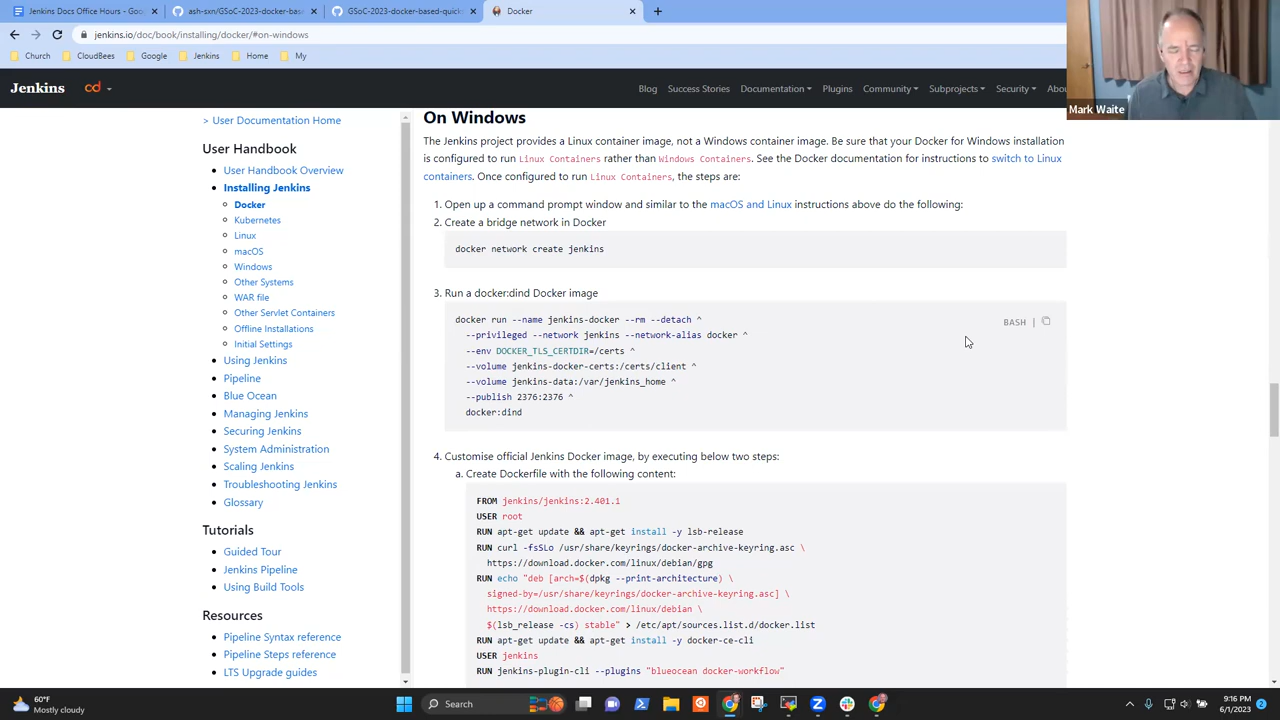 Jenkins Docs Office Hours - Goo
ash-sxn/GSoC-2023-docker-base
GSoC-2023-docker-based-quick
Docker
jenkins.io/doc/book/installing/docker/#on-windows
Church
CloudBees
Google
Jenkins
Home
My
Jenkins
cd
Blog
Success Stories
Documentation
Plugins
Community
Subprojects
Security
Abou
Mark Waite
> User Documentation Home
User Handbook
User Handbook Overview
Installing Jenkins
Docker
Kubernetes
Linux
macOS
Windows
Other Systems
WAR file
Other Servlet Containers
Offline Installations
Initial Settings
Using Jenkins
Pipeline
Blue Ocean
Managing Jenkins
Securing Jenkins
System Administration
Scaling Jenkins
Troubleshooting Jenkins
Glossary
Tutorials
Guided Tour
Jenkins Pipeline
Using Build Tools
Resources
Pipeline Syntax reference
Pipeline Steps reference
LTS Upgrade guides
On Windows
The Jenkins project provides a Linux container image, not a Windows container image. Be sure that your Docker for Windows installation
is configured to run Linux Containers rather than Windows Containers. See the Docker documentation for instructions to switch to Linux
containers. Once configured to run Linux Containers, the steps are:
1. Open up a command prompt window and similar to the macOS and Linux instructions above do the following:
2. Create a bridge network in Docker
docker network create jenkins
3. Run a docker:dind Docker image
docker run --name jenkins-docker --rm --detach ^
--privileged --network jenkins --network-alias docker ^
--env DOCKER_TLS_CERTDIR=/certs ^
--volume jenkins-docker-certs:/certs/client ^
--volume jenkins-data:/var/jenkins_home ^
--publish 2376:2376 ^
docker:dind
BASH |
4. Customise official Jenkins Docker image, by executing below two steps:
a. Create Dockerfile with the following content:
FROM jenkins/jenkins:2.401.1
USER root
RUN apt-get update && apt-get install -y lsb-release
RUN curl -fsSLo /usr/share/keyrings/docker-archive-keyring.asc \
https://download.docker.com/linux/debian/gpg
RUN echo "deb [arch=$(dpkg --print-architecture) \
signed-by=/usr/share/keyrings/docker-archive-keyring.asc] \
https://download.docker.com/linux/debian \
$(lsb_release -cs) stable" > /etc/apt/sources.list.d/docker.list
RUN apt-get update && apt-get install -y docker-ce-cli
USER jenkins
RUN jenkins-plugin-cli --plugins "blueocean docker-workflow"
60°F
Mostly cloudy
Search
9:16 PM
6/1/2023
2